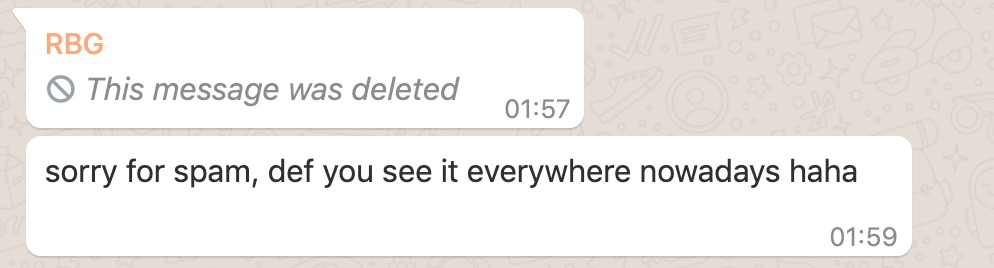 RBG
This message was deleted
01:57
sorry for spam, def you see it everywhere nowadays haha
01:59